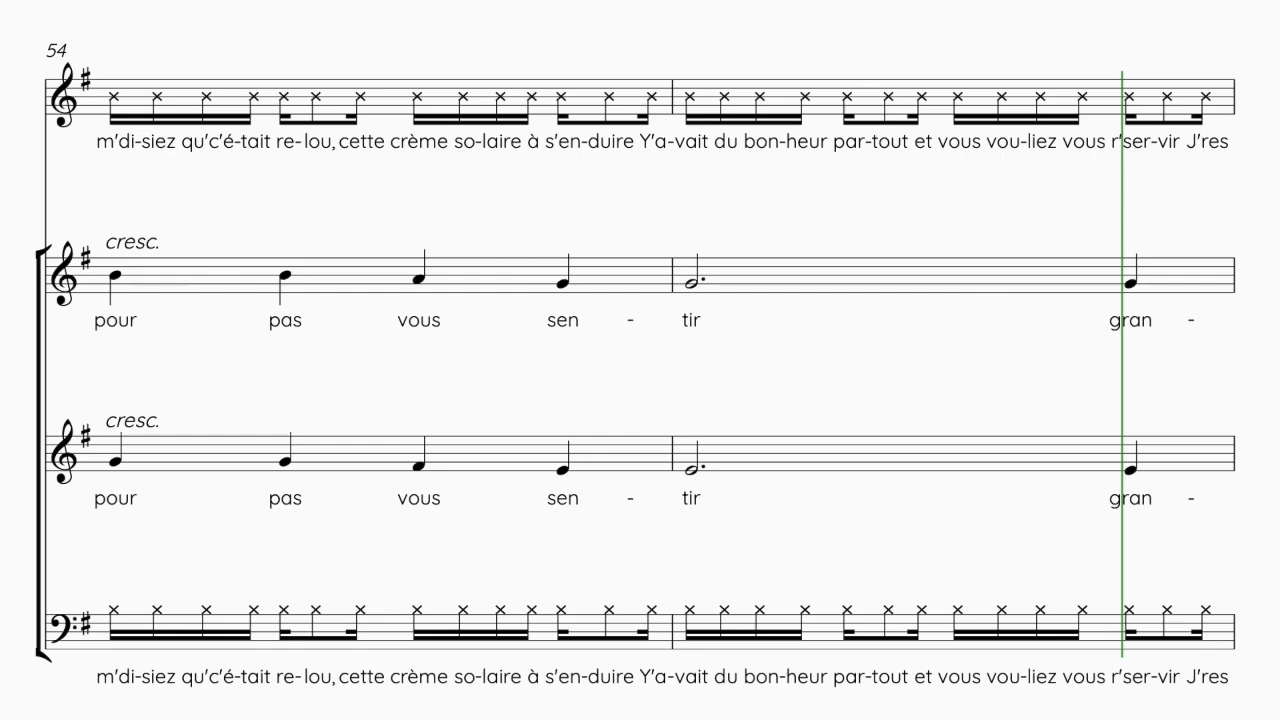 54
m'di-siez qu'c'é-tait re-lou, cette crème so-laire à s'en-duire Y'a-vait du bon-heur par-tout et vous vou-liez vous r'ser-vir J'res
cresc.
pour pas vous sen - tir gran -
cresc.
pour pas vous sen - tir gran -
m'di-siez qu'c'é-tait re-lou, cette crème so-laire à s'en-duire Y'a-vait du bon-heur par-tout et vous vou-liez vous r'ser-vir J'res